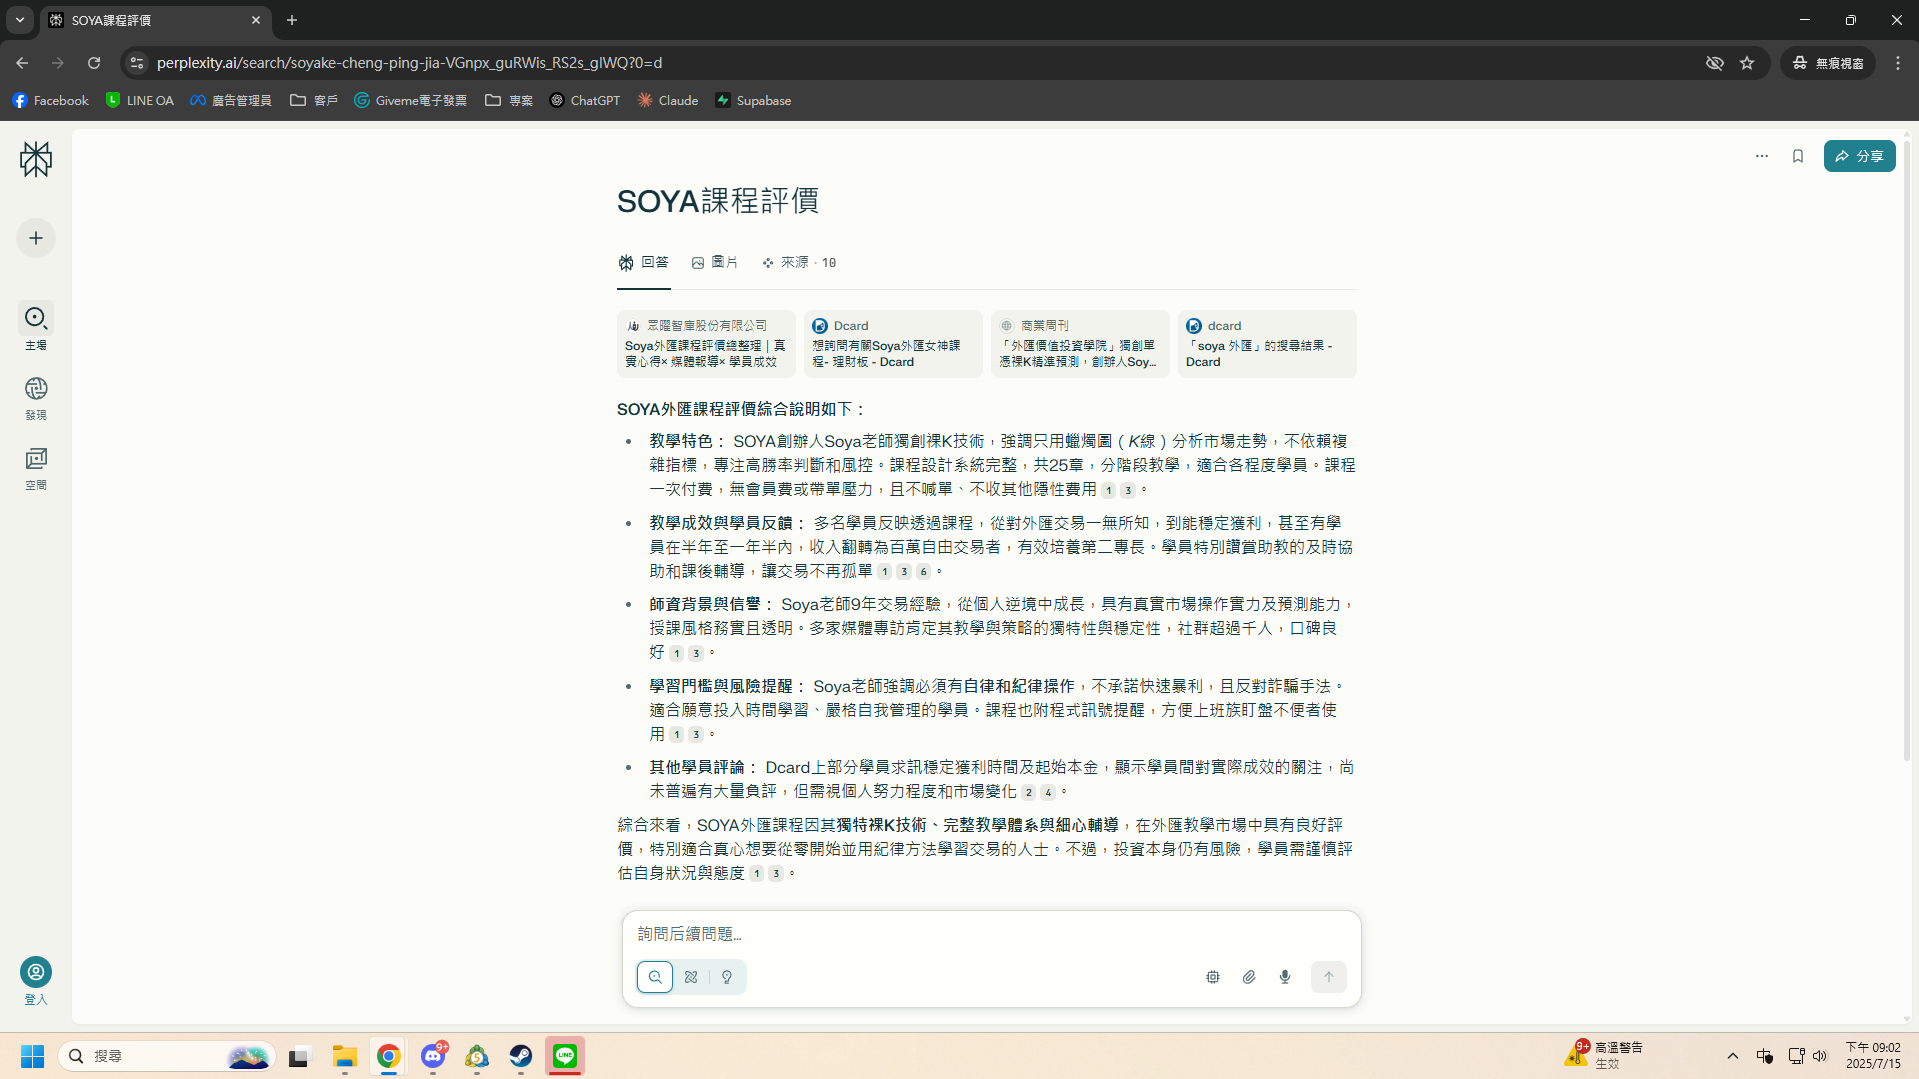 SOYA課程評價
perplexity.ai/search/soyake-cheng-ping-jia-VGnpx_guRWis_RS2s_glWQ?0=d
無痕視窗
Facebook
LINE OA
廣告管理員
客戶
Giveme電子發票
專案
ChatGPT
Claude
Supabase
分享
主場
發現
空間
登入
SOYA課程評價
回答
圖片
來源 · 10
眾曜智庫股份有限公司
Soya外匯課程評價總整理｜真
實心得× 媒體報導× 學員成效
Dcard
想詢問有關Soya外匯女神課
程- 理財板 - Dcard
商業周刊
「外匯價值投資學院」獨創單
憑裸K精準預測，創辦人Soy...
dcard
「soya 外匯」的搜尋結果 -
Dcard
SOYA外匯課程評價綜合說明如下：
教學特色： SOYA創辦人Soya老師獨創裸K技術，強調只用蠟燭圖（K線）分析市場走勢，不依賴複
雜指標，專注高勝率判斷和風控。課程設計系統完整，共25章，分階段教學，適合各程度學員。課程
一次付費，無會員費或帶單壓力，且不喊單、不收其他隱性費用 1 3 。
教學成效與學員反饋： 多名學員反映透過課程，從對外匯交易一無所知，到能穩定獲利，甚至有學
員在半年至一年半內，收入翻轉為百萬自由交易者，有效培養第二專長。學員特別讚賞助教的及時協
助和課後輔導，讓交易不再孤單 1 3 6 。
師資背景與信譽： Soya老師9年交易經驗，從個人逆境中成長，具有真實市場操作實力及預測能力，
授課風格務實且透明。多家媒體專訪肯定其教學與策略的獨特性與穩定性，社群超過千人，口碑良
好 1 3 。
學習門檻與風險提醒： Soya老師強調必須有自律和紀律操作，不承諾快速暴利，且反對詐騙手法。
適合願意投入時間學習、嚴格自我管理的學員。課程也附程式訊號提醒，方便上班族盯盤不便者使
用 1 3 。
其他學員評論： Dcard上部分學員求訊穩定獲利時間及起始本金，顯示學員間對實際成效的關注，尚
未普遍有大量負評，但需視個人努力程度和市場變化 2 4 。
綜合來看，SOYA外匯課程因其獨特裸K技術、完整教學體系與細心輔導，在外匯教學市場中具有良好評
價，特別適合真心想要從零開始並用紀律方法學習交易的人士。不過，投資本身仍有風險，學員需謹慎評
估自身狀況與態度 1 3 。
詢問后續問題...
搜尋
9+
LINE
9+
高溫警告
生效
中
下午 09:02
2025/7/15